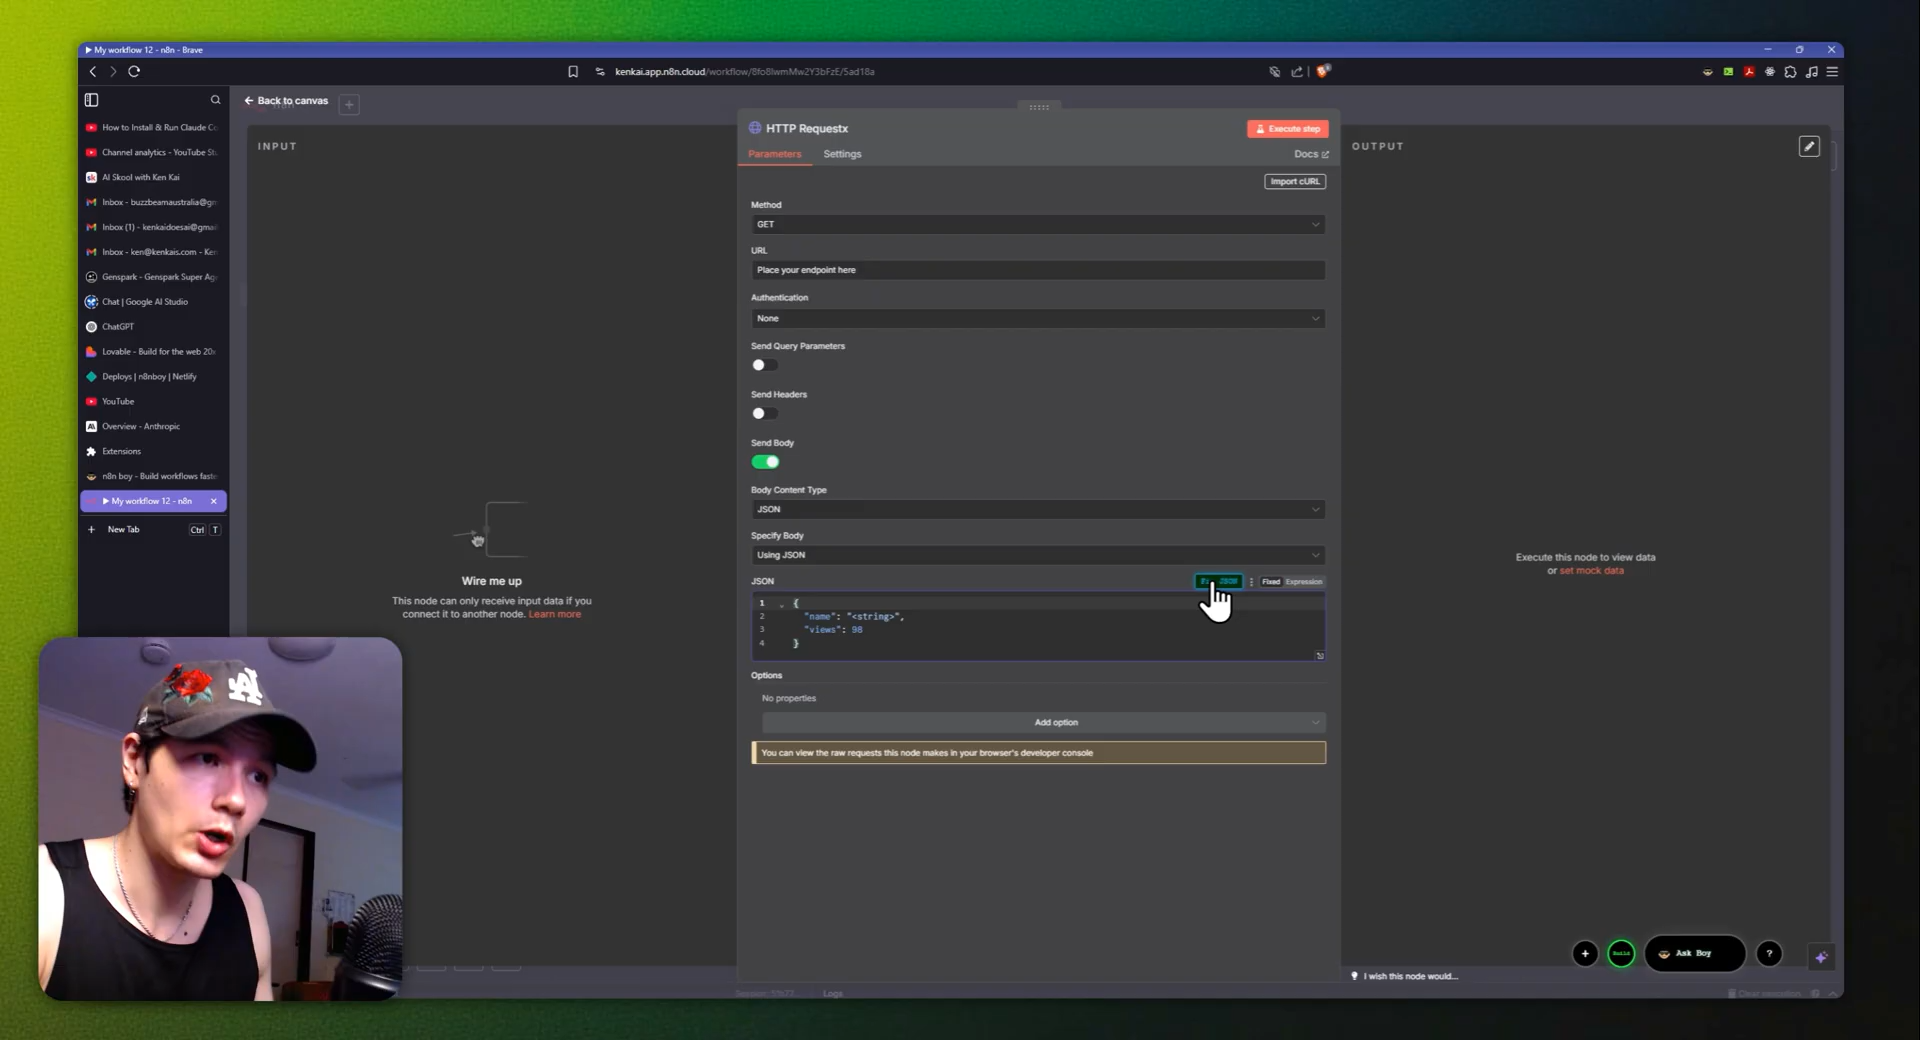 My workflow 12 - n8n - Brave
kenkai.app.n8n.cloud/workflow/8fo8lwmMw2Y3bFzE/5ad18a
How to Install & Run Claude Co
Channel analytics - YouTube Stu
AI Skool with Ken Kai
Inbox - buzzbeamaustralia@gm
Inbox (1) - kenkaidoesai@gmai
Inbox - ken@kenkais.com - Ken
Genspark - Genspark Super Ag
Chat | Google AI Studio
ChatGPT
Lovable - Build for the web 20x
Deploys | n8nboy | Netlify
YouTube
Overview - Anthropic
Extensions
n8n boy - Build workflows faste
My workflow 12 - n8n
New Tab
Ctrl T
Back to canvas
INPUT
Wire me up
This node can only receive input data if you
connect it to another node. Learn more
HTTP Requestx
Execute step
Parameters
Settings
Docs
Import cURL
Method
GET
URL
Place your endpoint here
Authentication
None
Send Query Parameters
Send Headers
Send Body
Body Content Type
JSON
Specify Body
Using JSON
JSON
Fixed Expression
1 {
2 "name": "<string>",
3 "views": 98
4 }
Options
No properties
Add option
You can view the raw requests this node makes in your browser's developer console
OUTPUT
Execute this node to view data
or set mock data
Build
Ask Boy
?
I wish this node would...
Logs